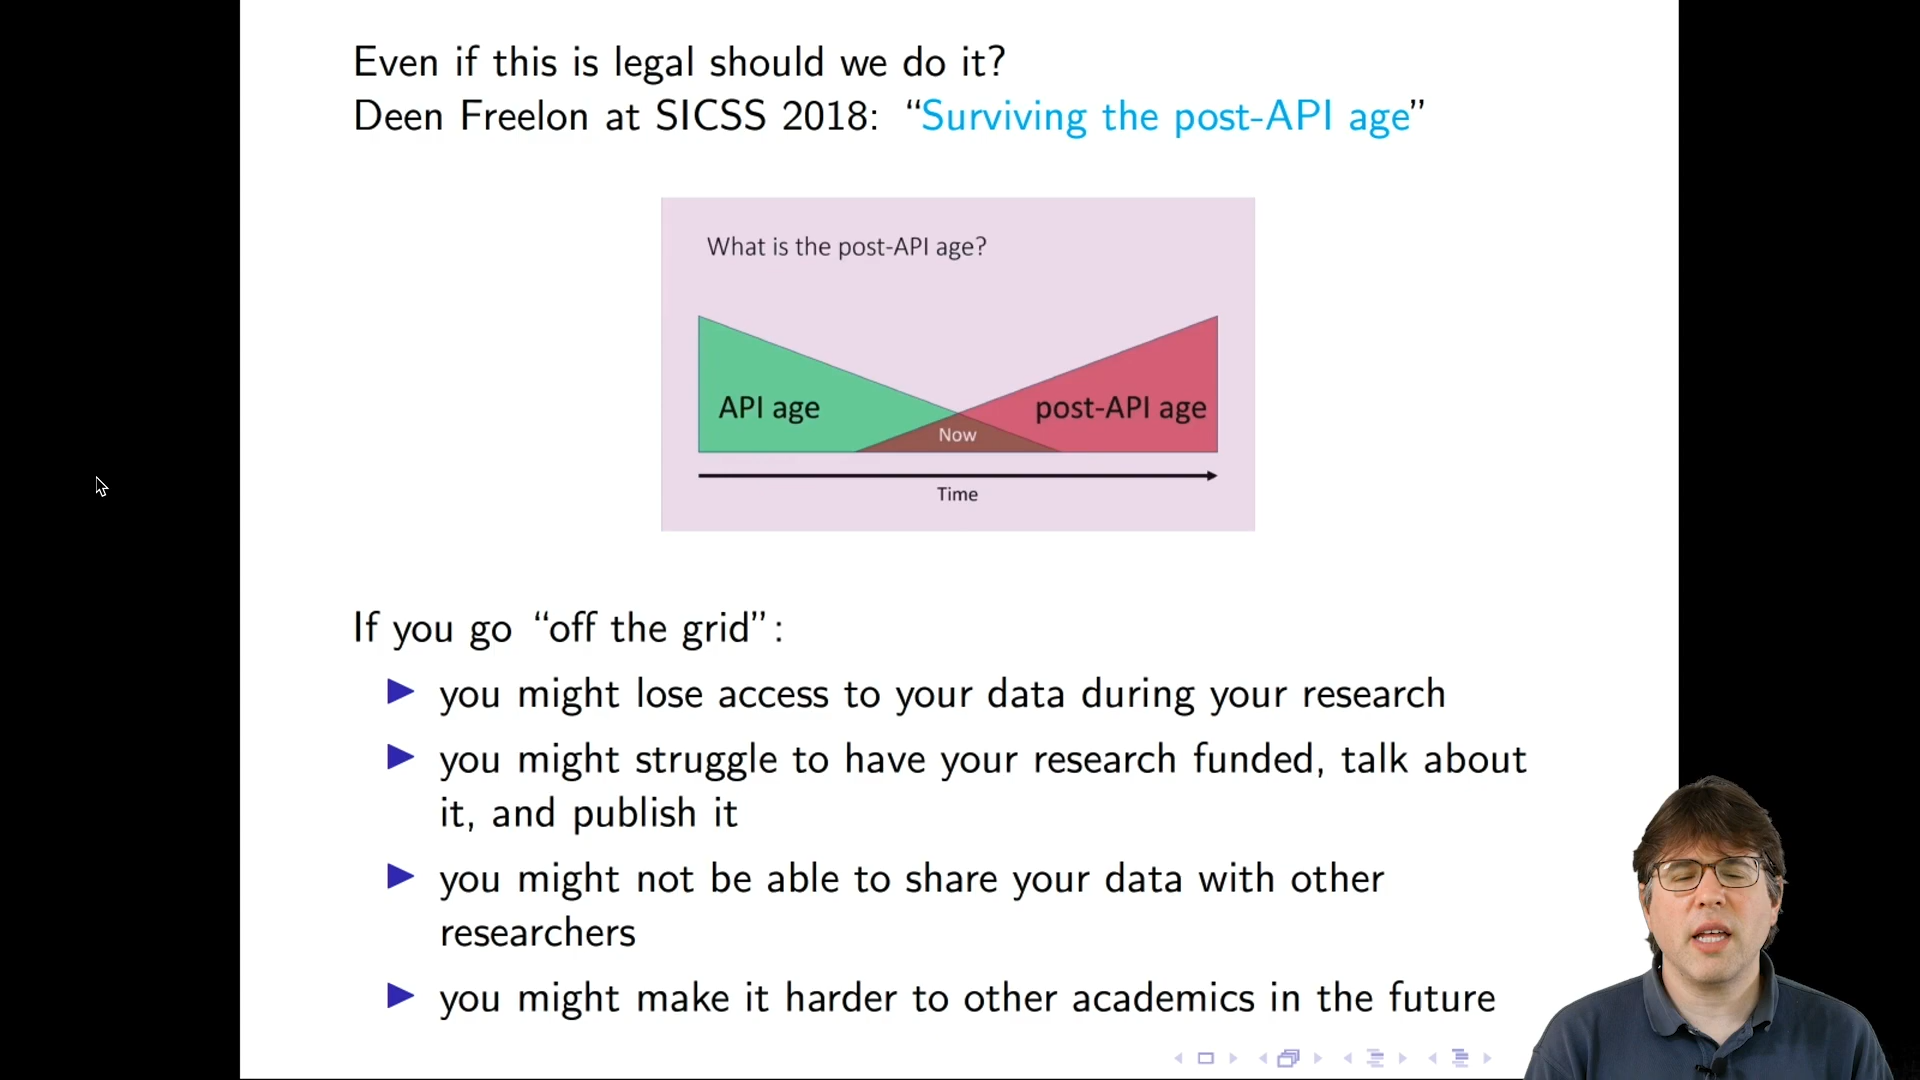 Even if this is legal should we do it?
Deen Freelon at SICSS 2018: “Surviving the post-API age”
What is the post-API age?
API age
post-API age
Now
Time
If you go “off the grid”:
you might lose access to your data during your research
you might struggle to have your research funded, talk about
it, and publish it
you might not be able to share your data with other
researchers
you might make it harder to other academics in the future